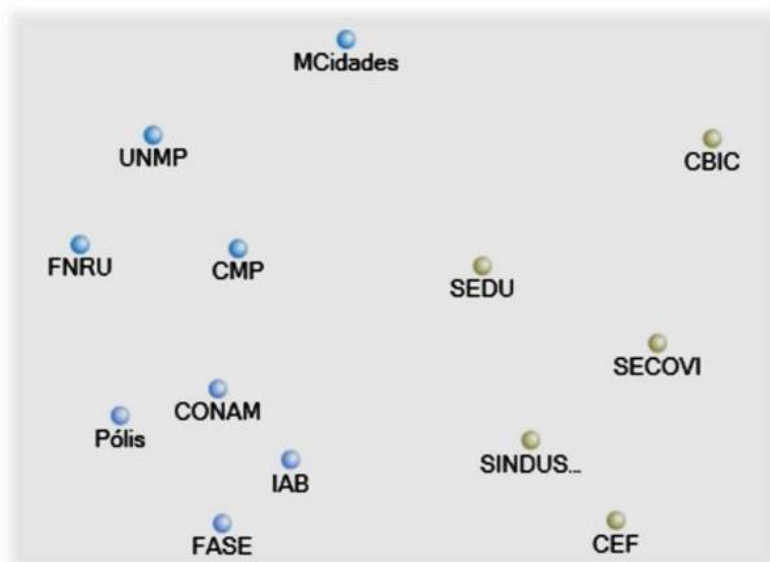 MCidades
UNMP
CBIC
FNRU
CMP
SEDU
SECOVI
CONAM
Pólis
SINDUS...
IAB
FASE
CEF